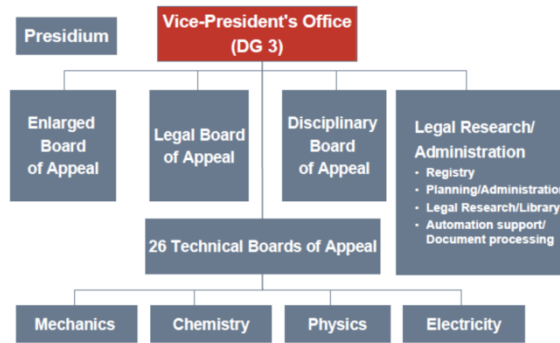 Presidium
Vice-President's Office
(DG 3)
Enlarged
Board
of Appeal
Legal Board
of Appeal
Disciplinary
Board
of Appeal
Legal Research/
Administration
• Registry
• Planning/Administration
• Legal Research/Library
• Automation support/
Document processing
26 Technical Boards of Appeal
Mechanics
Chemistry
Physics
Electricity